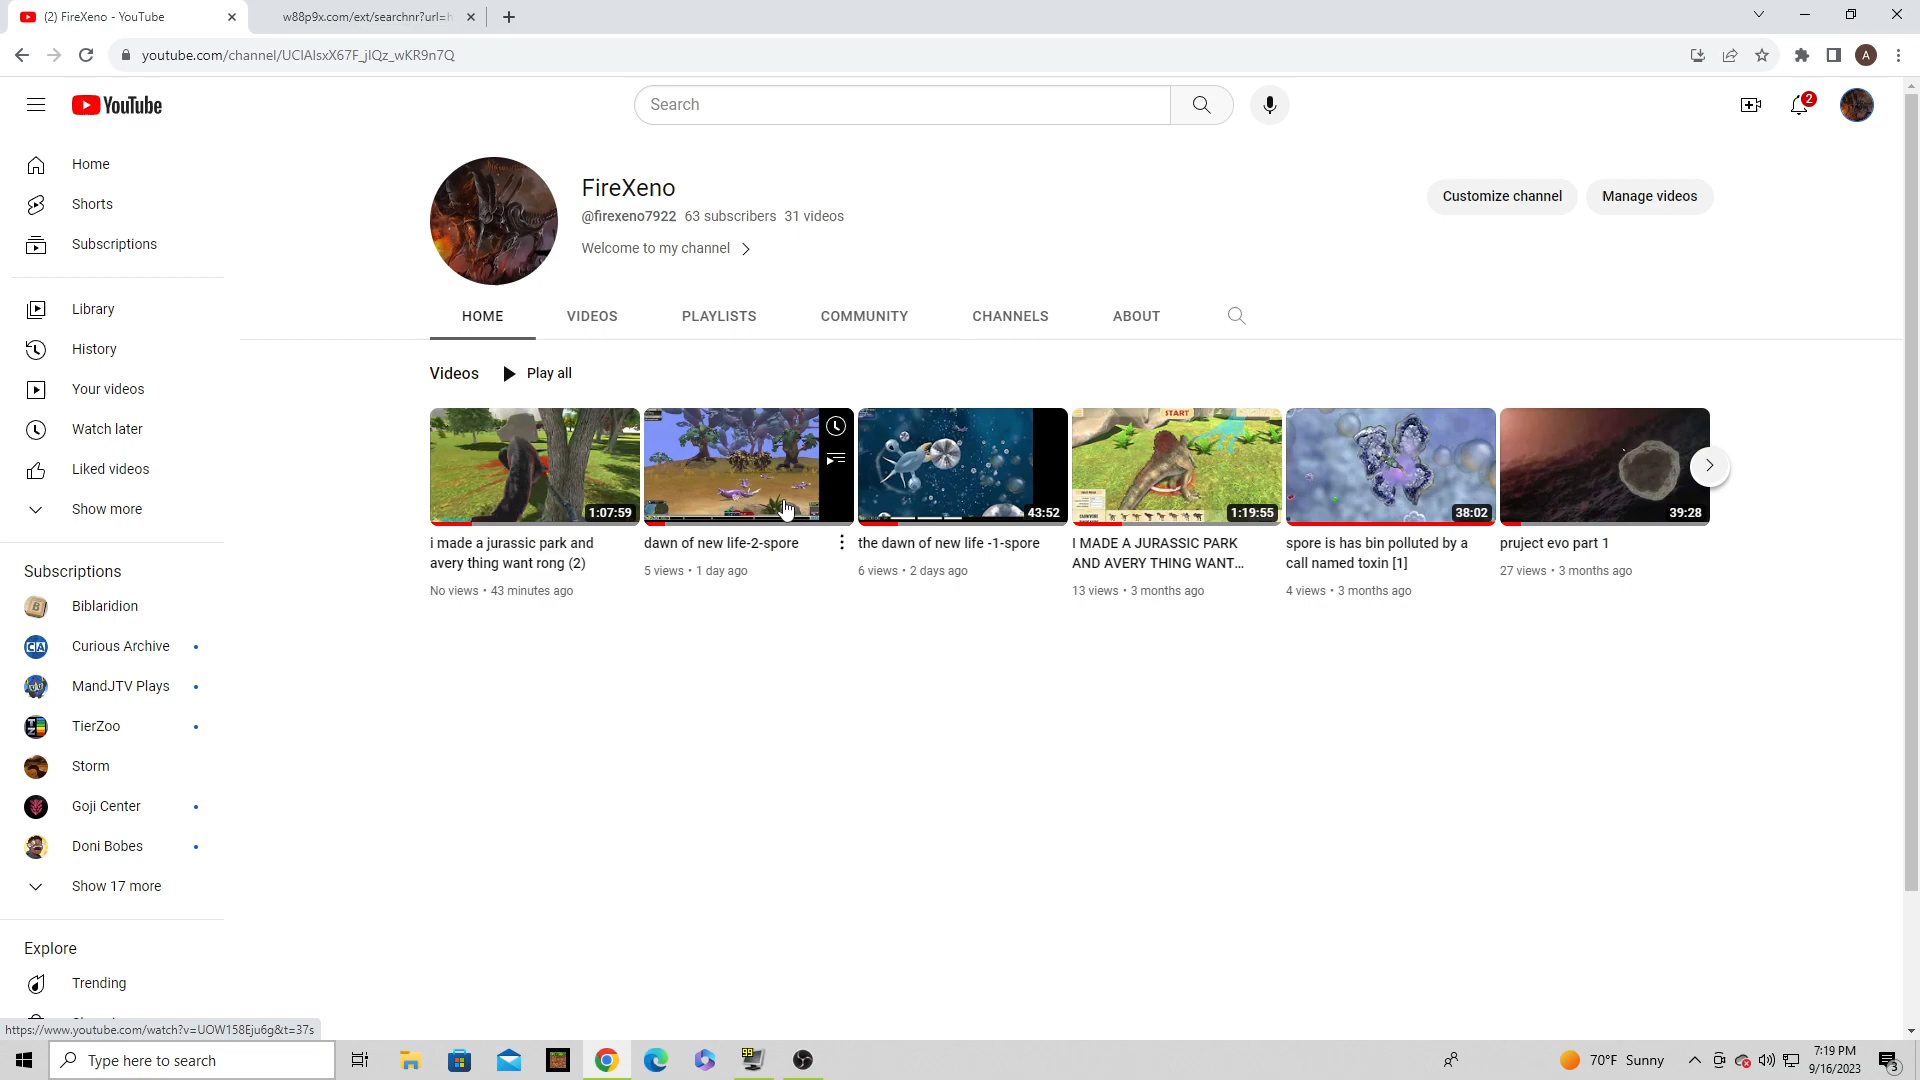 (2) FireXeno - YouTube
w88p9x.com/ext/searchnr?url=h
youtube.com/channel/UCIAIsxX67F_jIQz_wKR9n7Q
A
YouTube
Search
2
Home
Shorts
Subscriptions
Library
History
Your videos
Watch later
Liked videos
Show more
Subscriptions
Biblaridion
Curious Archive
MandJTV Plays
TierZoo
Storm
Goji Center
Doni Bobes
Show 17 more
Explore
Trending
FireXeno
@firexeno7922 63 subscribers 31 videos
Welcome to my channel
Customize channel
Manage videos
HOME
VIDEOS
PLAYLISTS
COMMUNITY
CHANNELS
ABOUT
Videos
Play all
1:07:59
i made a jurassic park and
avery thing want rong (2)
No views • 43 minutes ago
dawn of new life-2-spore
5 views • 1 day ago
43:52
the dawn of new life -1-spore
6 views • 2 days ago
START
1:19:55
I MADE A JURASSIC PARK
AND AVERY THING WANT...
13 views • 3 months ago
38:02
spore is has bin polluted by a
call named toxin [1]
4 views • 3 months ago
39:28
pruject evo part 1
27 views • 3 months ago
https://www.youtube.com/watch?v=UOW158Eju6g&t=37s
Type here to search
99
70°F Sunny
7:19 PM
9/16/2023
3